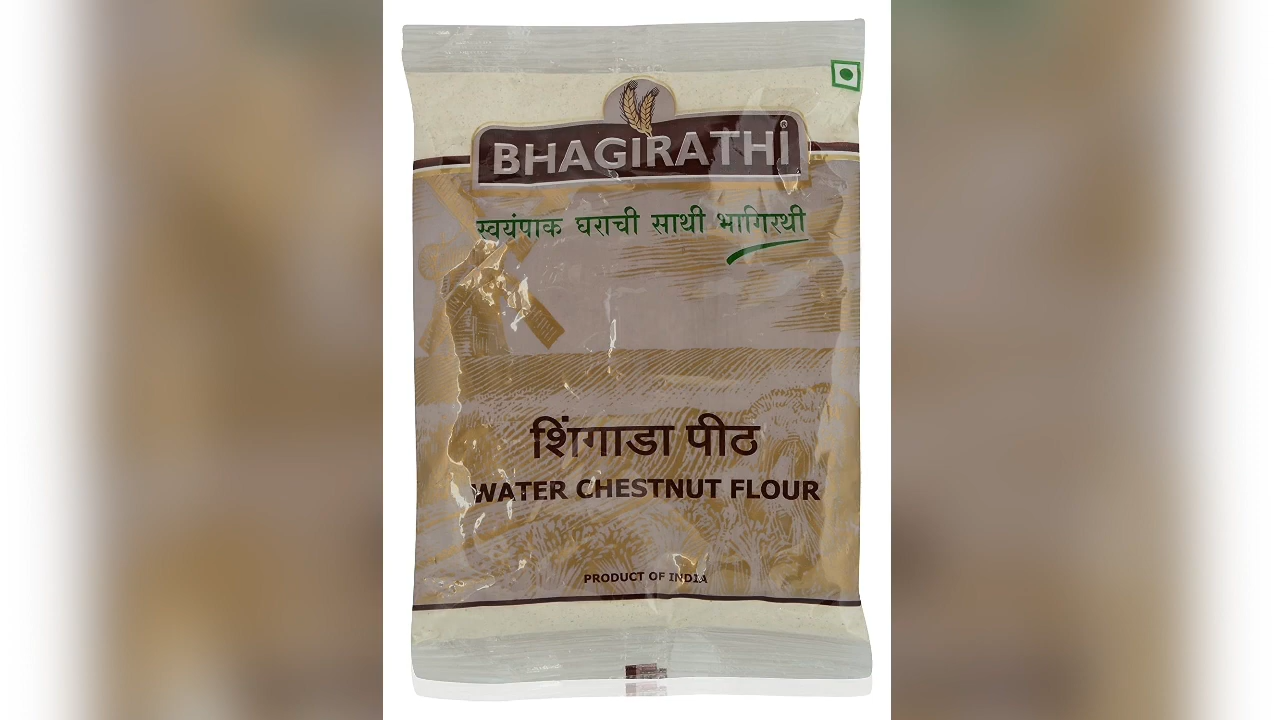 BHAGIRATHI®
स्वयंपाक घराची साथी भागिरथी
शिंगाडा पीठ
WATER CHESTNUT FLOUR
PRODUCT OF INDIA